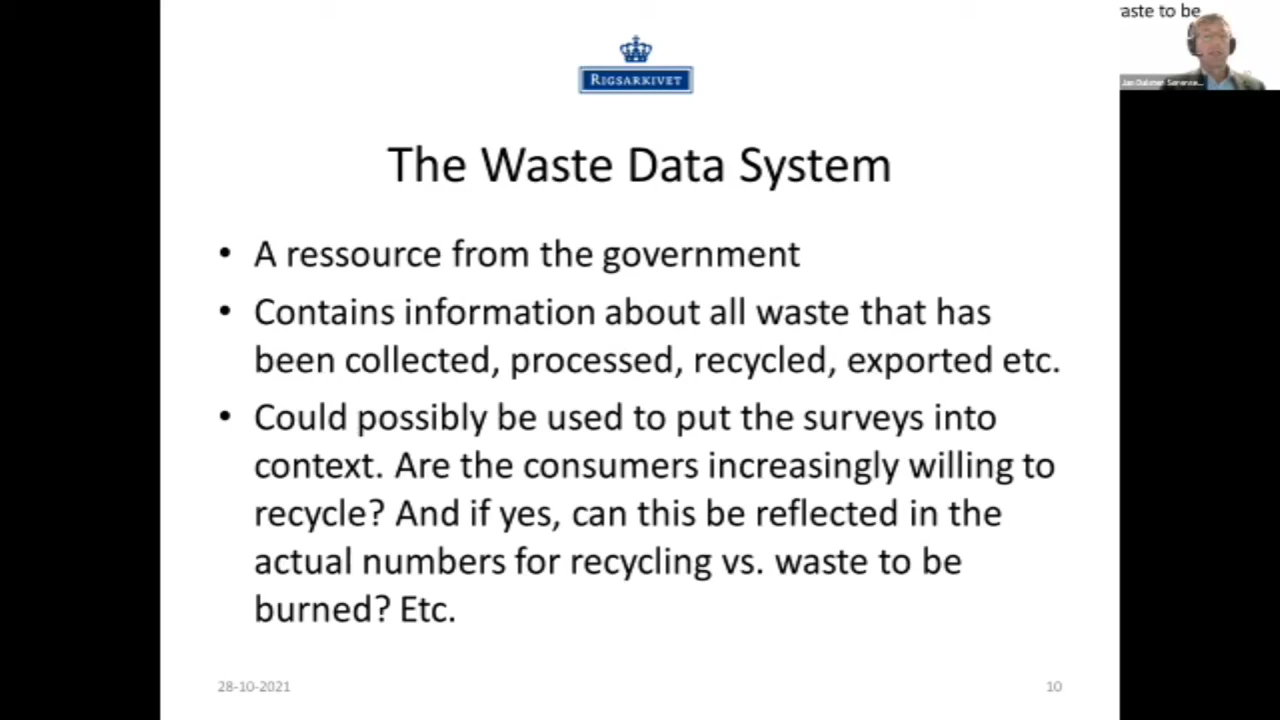 aste to be
RIGSARKIVET
The Waste Data System
• A ressource from the government
• Contains information about all waste that has
been collected, processed, recycled, exported etc.
• Could possibly be used to put the surveys into
context. Are the consumers increasingly willing to
recycle? And if yes, can this be reflected in the
actual numbers for recycling vs. waste to be
burned? Etc.
28-10-2021
10